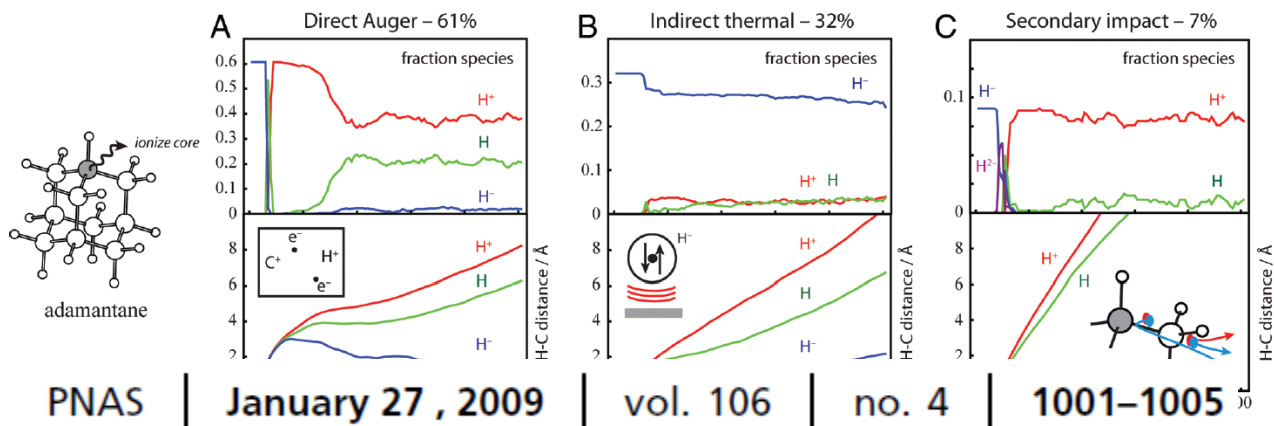 A Direct Auger – 61%
B Indirect thermal – 32%
C Secondary impact – 7%
ionize core
adamantane
0.6
0.5
0.4
0.3
0.2
0.1
0
fraction species
H⁺
H
H⁻
0.3
0.2
0.1
0
fraction species
H⁻
H⁺ H
0.1
0
fraction species
H⁻
H²⁻
H⁺
H
8
6
4
2
e⁻
C⁺ H⁺
e⁻
H⁺
H
H⁻
H-C distance / Å
8
6
4
2
H⁻
H⁺
H
H⁻
H-C distance / Å
8
6
4
2
H⁺
H
H-C distance / Å
00
PNAS | January 27 , 2009 | vol. 106 | no. 4 | 1001–1005